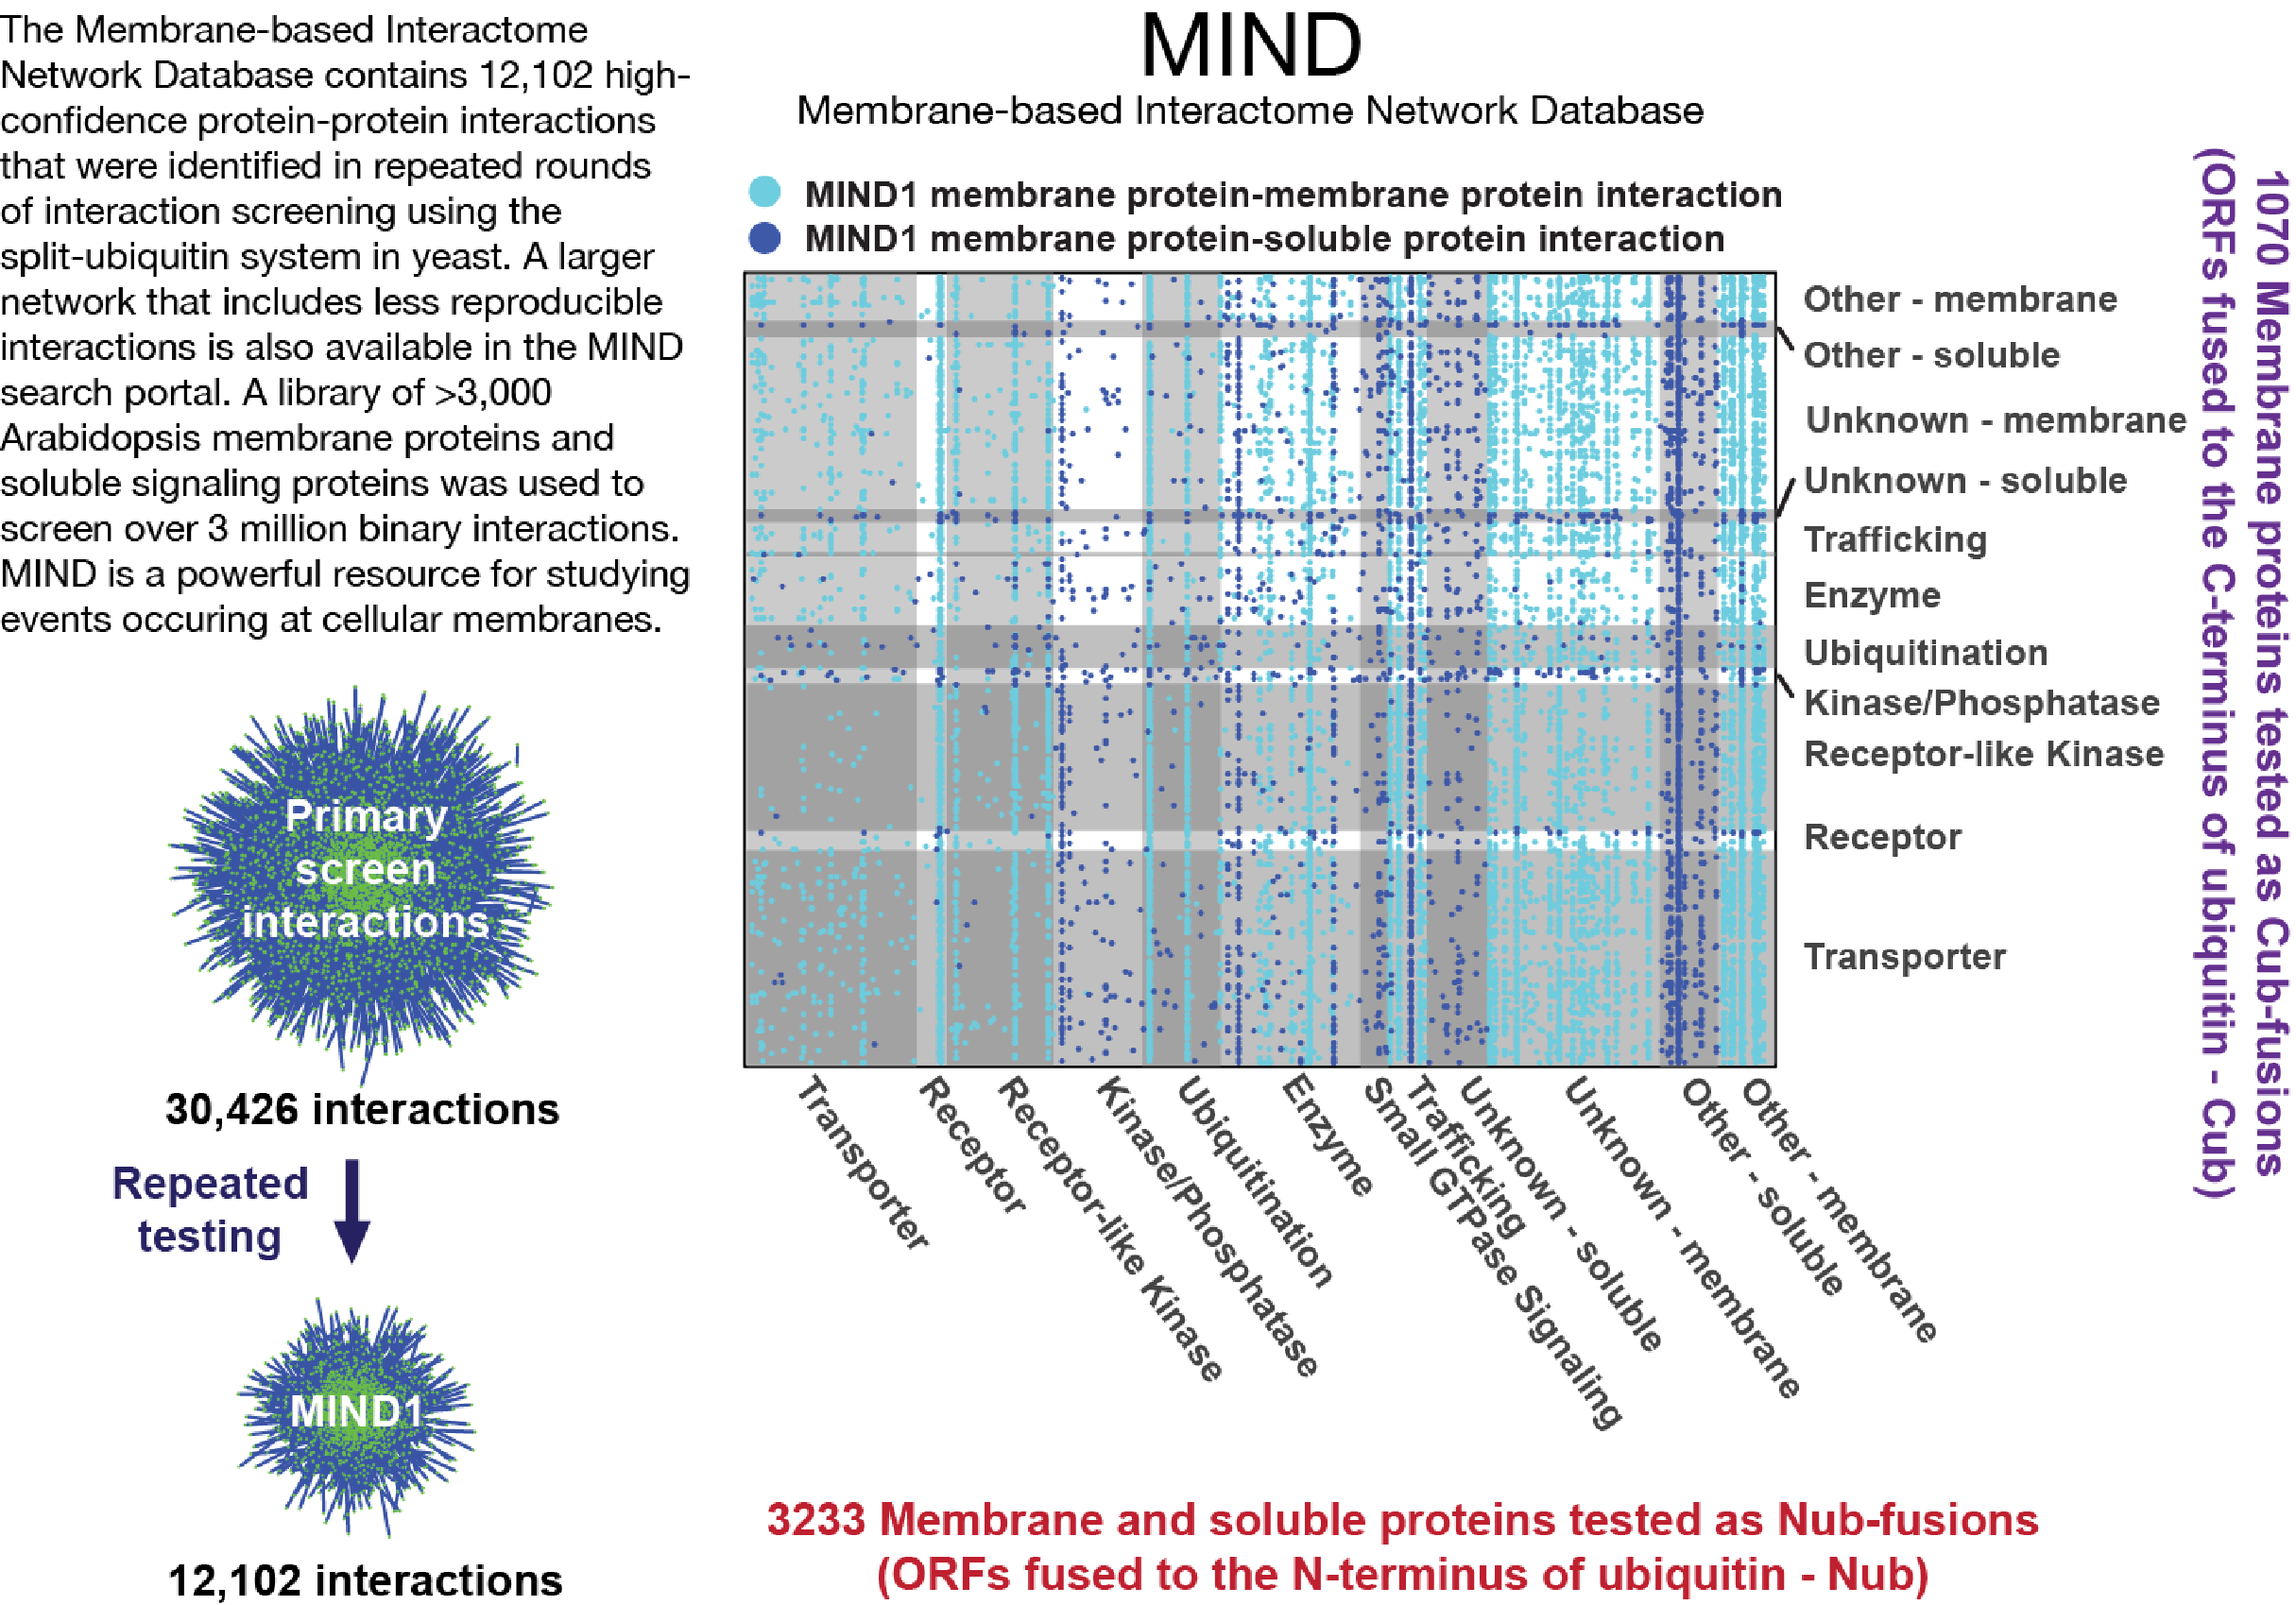 The Membrane-based Interactome
Network Database contains 12,102 high-
confidence protein-protein interactions
that were identified in repeated rounds
of interaction screening using the
split-ubiquitin system in yeast. A larger
network that includes less reproducible
interactions is also available in the MIND
search portal. A library of >3,000
Arabidopsis membrane proteins and
soluble signaling proteins was used to
screen over 3 million binary interactions.
MIND is a powerful resource for studying
events occuring at cellular membranes.
Primary
screen
interactions
30,426 interactions
Repeated
testing
MIND1
12,102 interactions
MIND
Membrane-based Interactome Network Database
MIND1 membrane protein-membrane protein interaction
MIND1 membrane protein-soluble protein interaction
Other - membrane
Other - soluble
Unknown - membrane
Unknown - soluble
Trafficking
Enzyme
Ubiquitination
Kinase/Phosphatase
Receptor-like Kinase
Receptor
Transporter
1070 Membrane proteins tested as Cub-fusions
(ORFs fused to the C-terminus of ubiquitin - Cub)
Transporter
Receptor
Receptor-like Kinase
Kinase/Phosphatase
Ubiquitination
Enzyme
Small GTPase Signaling
Trafficking
Unknown - soluble
Unknown - membrane
Other - soluble
Other - membrane
3233 Membrane and soluble proteins tested as Nub-fusions
(ORFs fused to the N-terminus of ubiquitin - Nub)